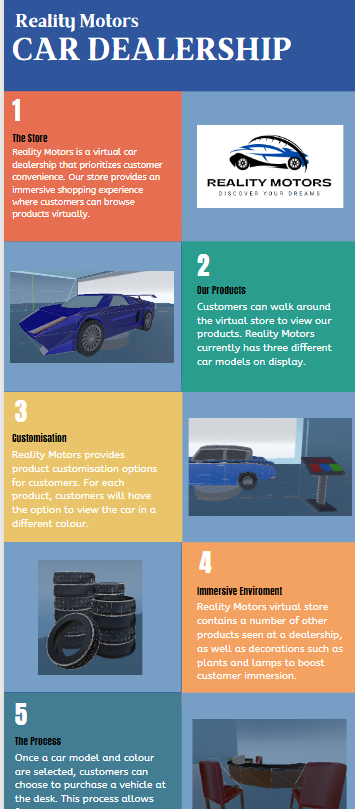 Reality Motors
CAR DEALERSHIP
1
The Store
Reality Motors is a virtual car
dealership that prioritizes customer
convenience. Our store provides an
immersive shopping experience
where customers can browse
products virtually.
REALITY MOTORS
DISCOVER YOUR DREAMS
2
Our Products
Customers can walk around
the virtual store to view our
products. Reality Motors
currently has three different
car models on display.
3
Customisation
Reality Motors provides
product customisation options
for customers. For each
product, customers will have
the option to view the car in a
different colour.
4
Immersive Enviroment
Reality Motors virtual store
contains a number of other
products seen at a dealership,
as well as decorations such as
plants and lamps to boost
customer immersion.
5
The Process
Once a car model and colour
are selected, customers can
choose to purchase a vehicle at
the desk. This process allows